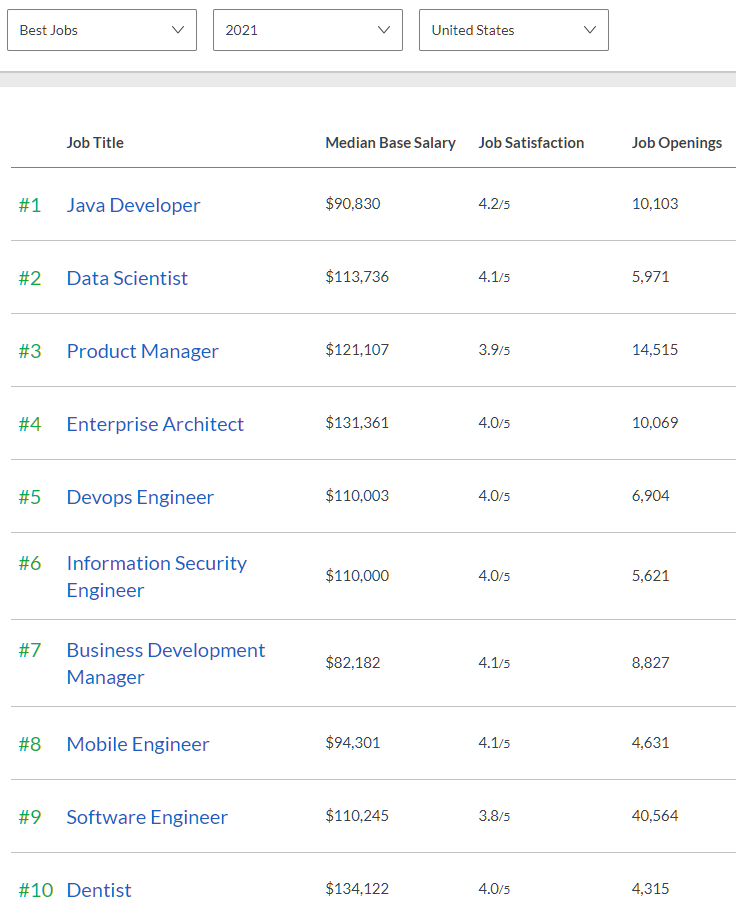 Best Jobs 2021 United States
Job Title Median Base Salary Job Satisfaction Job Openings
#1 Java Developer $90,830 4.2/5 10,103
#2 Data Scientist $113,736 4.1/5 5,971
#3 Product Manager $121,107 3.9/5 14,515
#4 Enterprise Architect $131,361 4.0/5 10,069
#5 Devops Engineer $110,003 4.0/5 6,904
#6 Information Security
Engineer $110,000 4.0/5 5,621
#7 Business Development
Manager $82,182 4.1/5 8,827
#8 Mobile Engineer $94,301 4.1/5 4,631
#9 Software Engineer $110,245 3.8/5 40,564
#10 Dentist $134,122 4.0/5 4,315